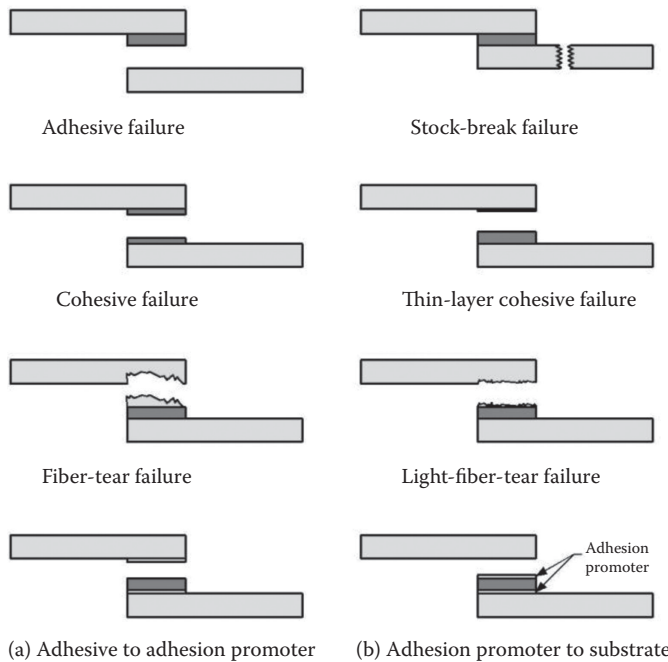 Adhesive failure
Stock-break failure
Cohesive failure
Thin-layer cohesive failure
Fiber-tear failure
Light-fiber-tear failure
Adhesion
promoter
(a) Adhesive to adhesion promoter
(b) Adhesion promoter to substrate